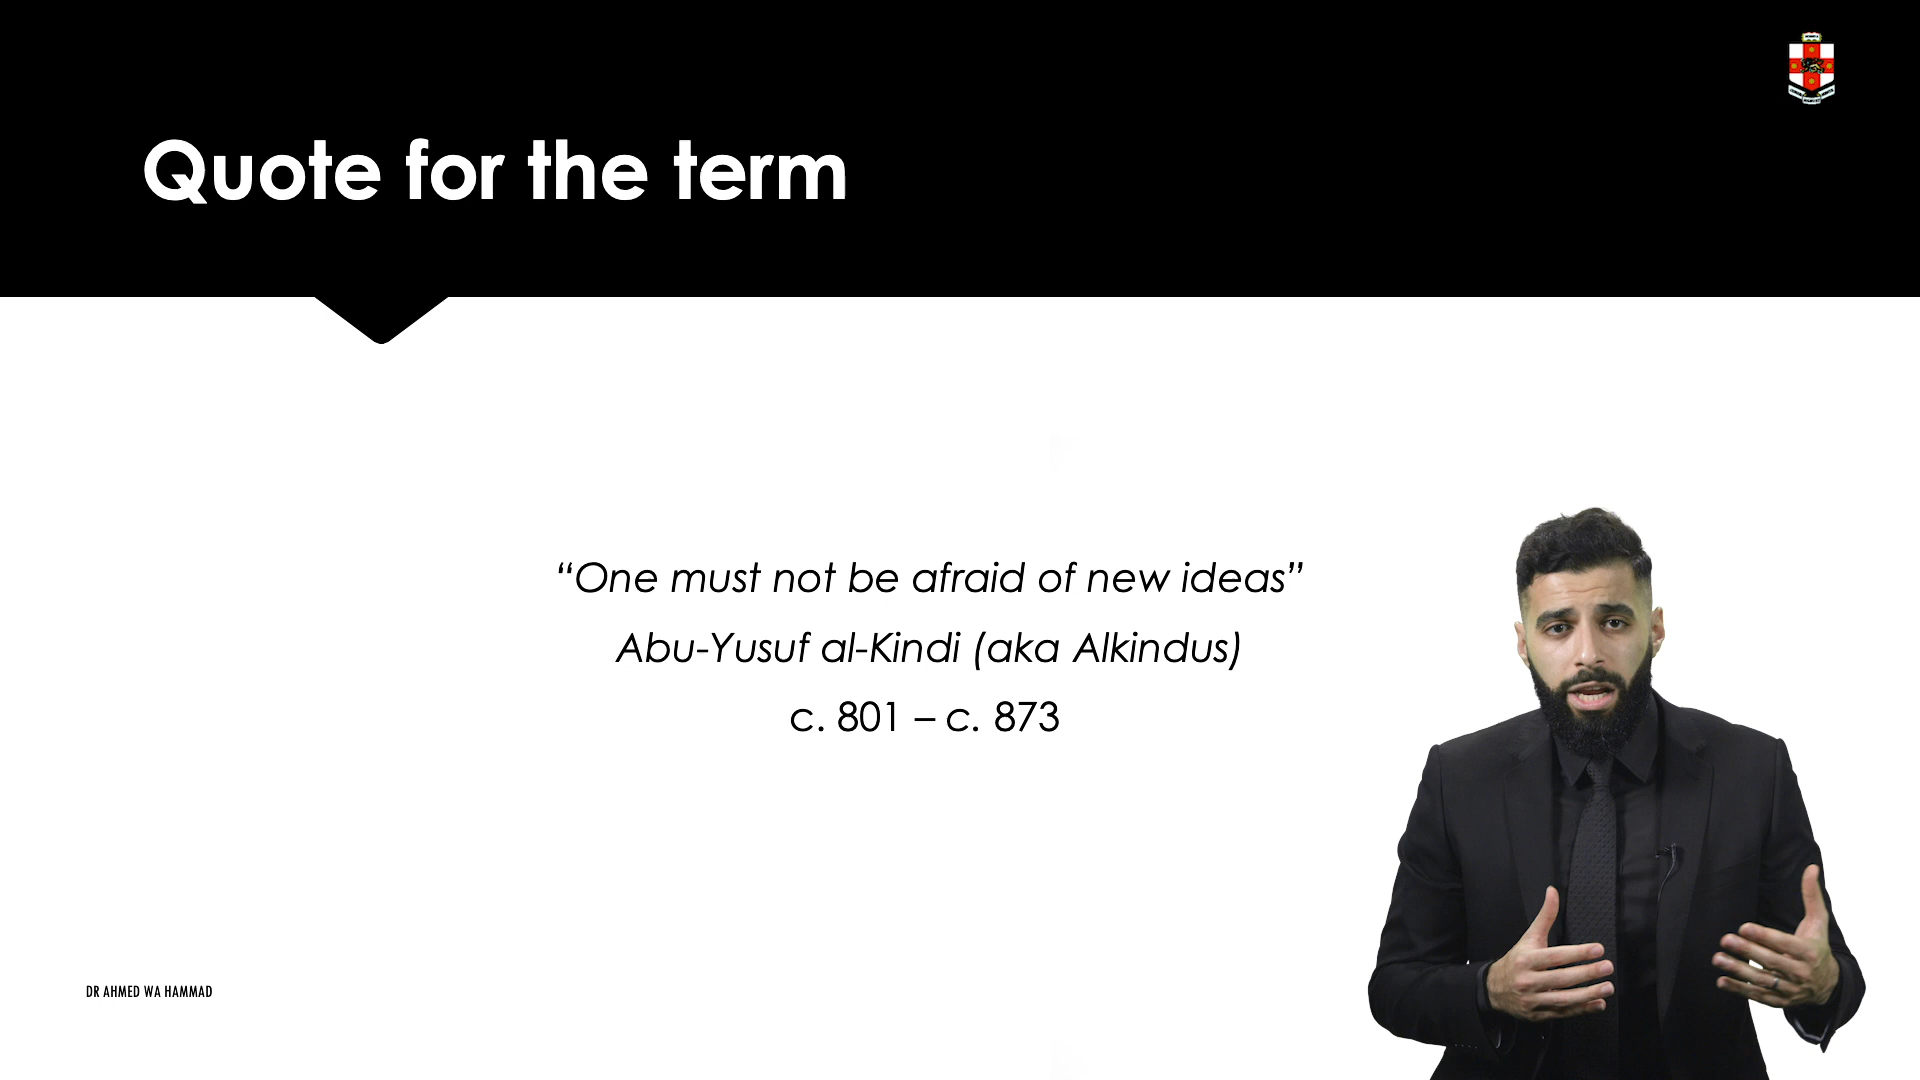 Quote for the term
“One must not be afraid of new ideas”
Abu-Yusuf al-Kindi (aka Alkindus)
c. 801 – c. 873
DR AHMED WA HAMMAD